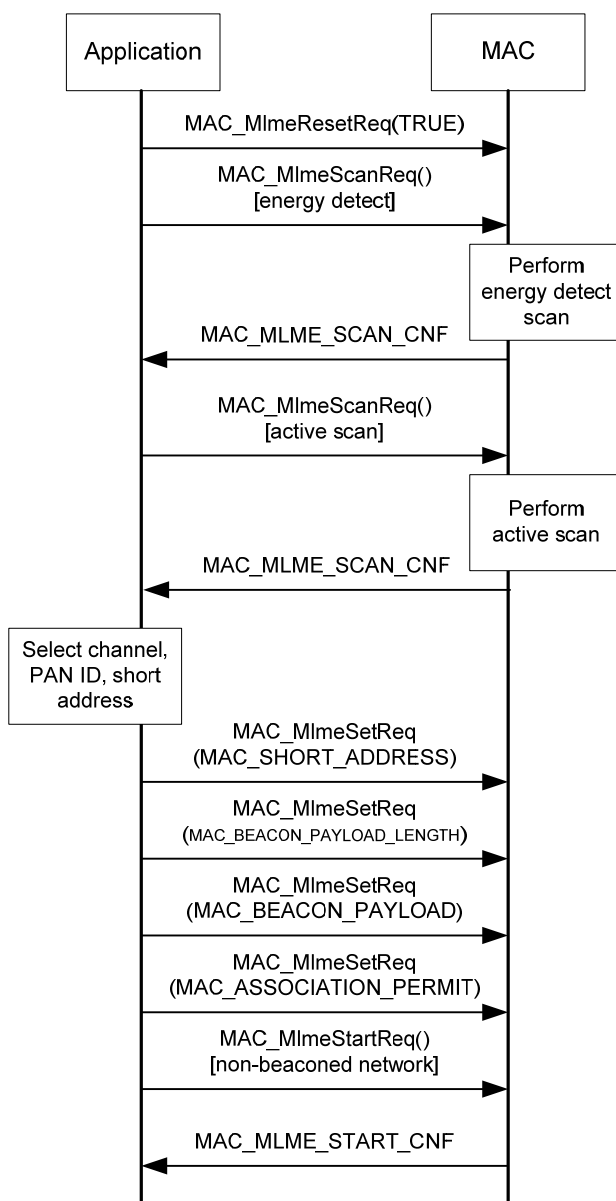 Application
MAC
MAC_MlmeResetReq(TRUE)
MAC_MlmeScanReq()
[energy detect]
Perform
energy detect
scan
MAC_MLME_SCAN_CNF
MAC_MlmeScanReq()
[active scan]
Perform
active scan
MAC_MLME_SCAN_CNF
Select channel,
PAN ID, short
address
MAC_MlmeSetReq
(MAC_SHORT_ADDRESS)
MAC_MlmeSetReq
(MAC_BEACON_PAYLOAD_LENGTH)
MAC_MlmeSetReq
(MAC_BEACON_PAYLOAD)
MAC_MlmeSetReq
(MAC_ASSOCIATION_PERMIT)
MAC_MlmeStartReq()
[non-beaconed network]
MAC_MLME_START_CNF